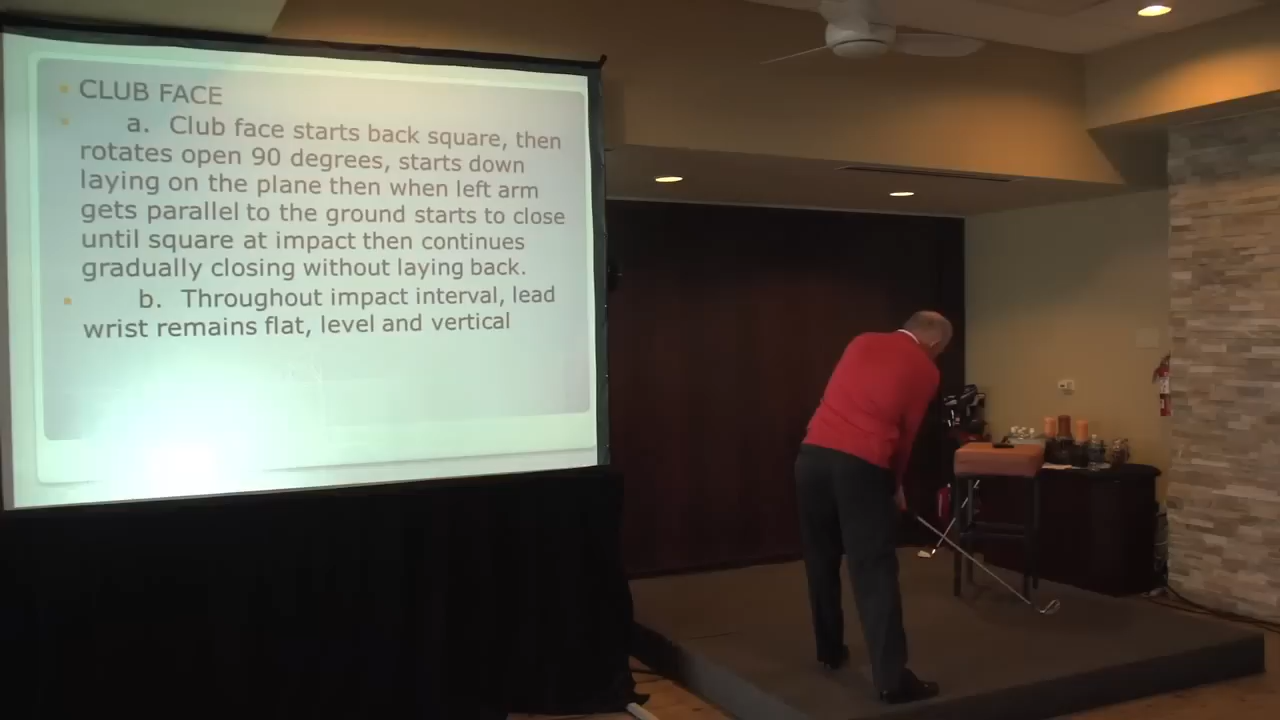 CLUB FACE
a. Club face starts back square, then
rotates open 90 degrees, starts down
laying on the plane then when left arm
gets parallel to the ground starts to close
until square at impact then continues
gradually closing without laying back.
b. Throughout impact interval, lead
wrist remains flat, level and vertical